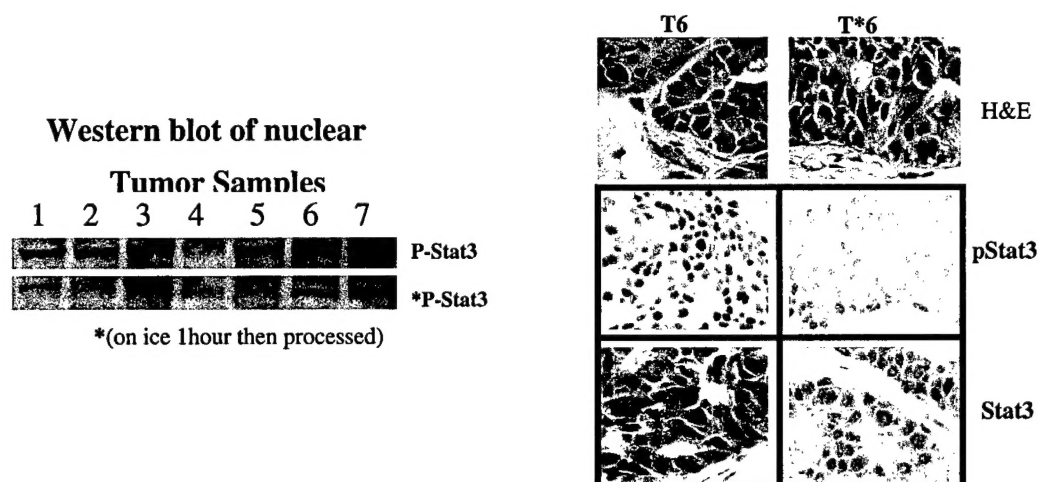 Western blot of nuclear
Tumor Samples
1 2 3 4 5 6 7
P-Stat3
*P-Stat3
*(on ice 1hour then processed)
T6 T*6
H&E
pStat3
Stat3